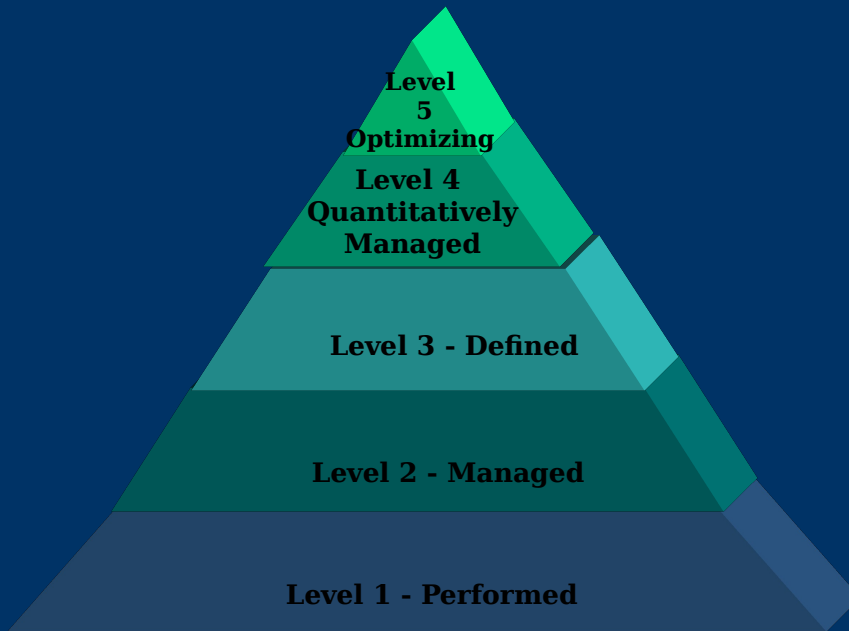 Level
5
Optimizing
Level 4
Quantitatively
Managed
Level 3 - Defined
Level 2 - Managed
Level 1 - Performed